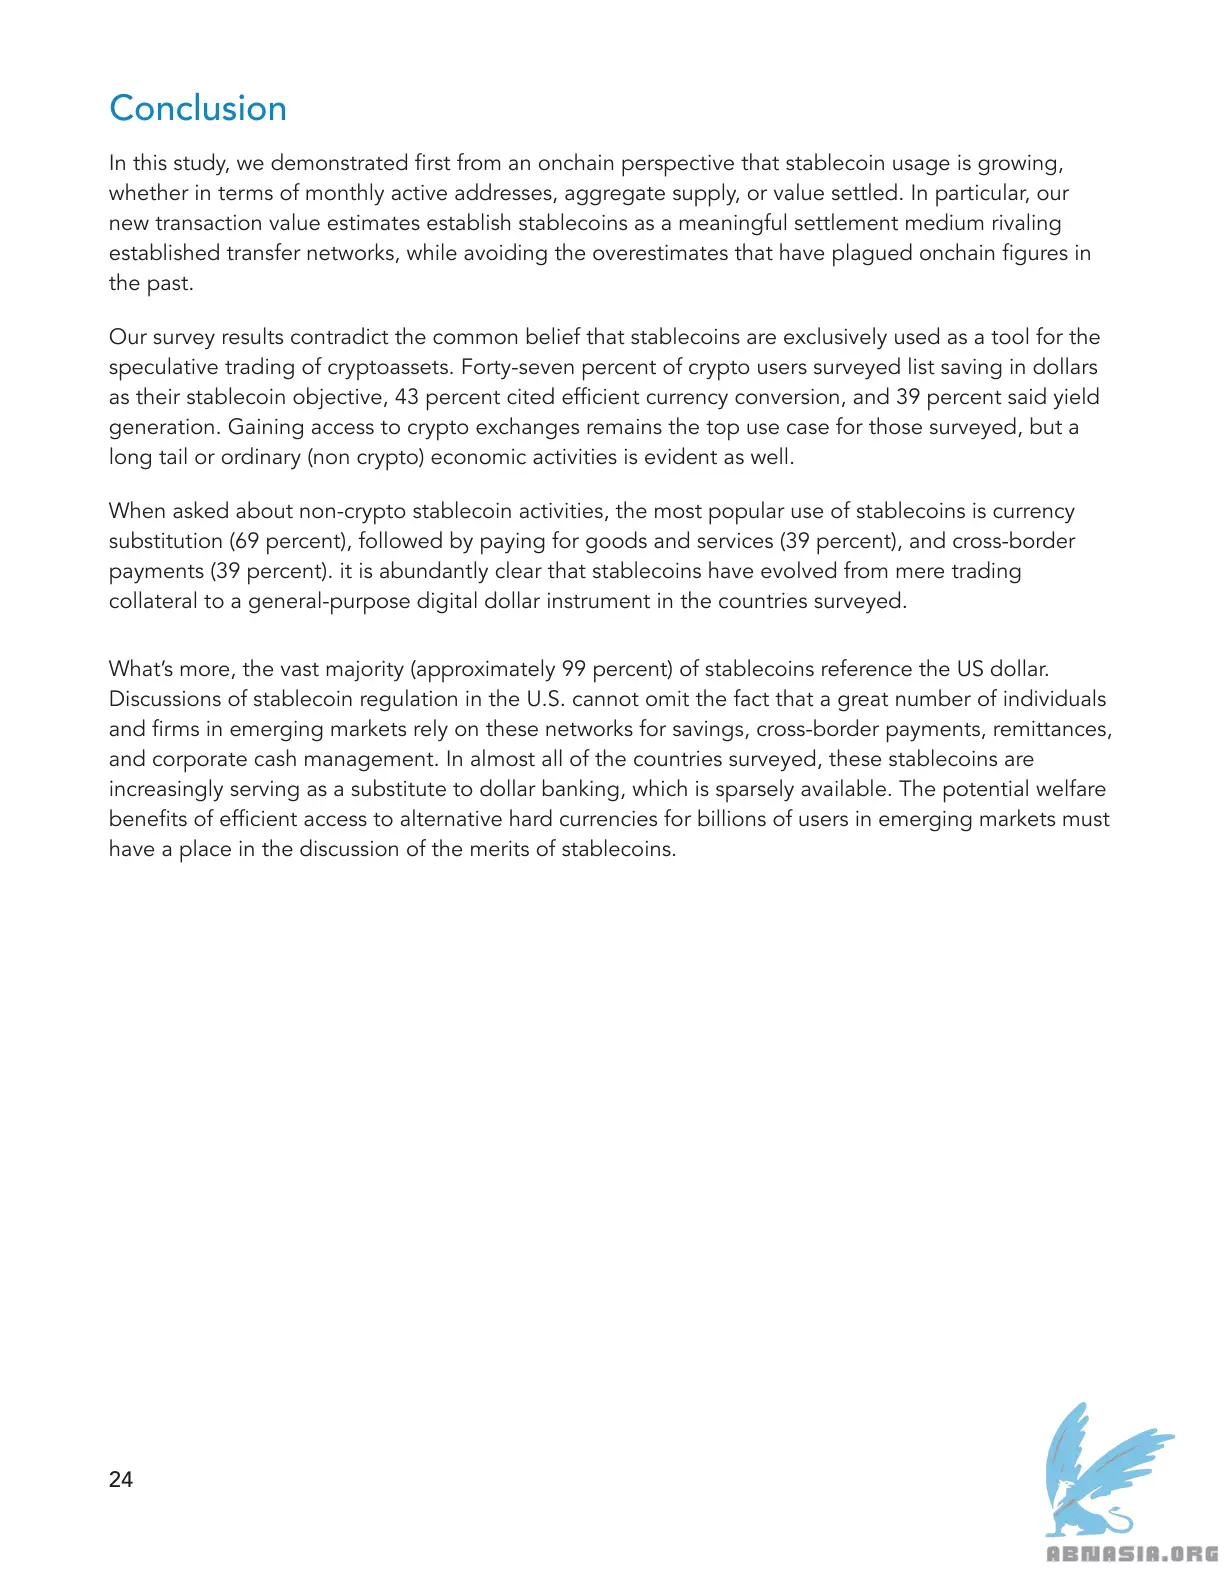 Conclusion
In this study, we demonstrated first from an onchain perspective that stablecoin usage is growing,
whether in terms of monthly active addresses, aggregate supply, or value settled. In particular, our
new transaction value estimates establish stablecoins as a meaningful settlement medium rivaling
established transfer networks, while avoiding the overestimates that have plagued onchain figures in
the past.
Our survey results contradict the common belief that stablecoins are exclusively used as a tool for the
speculative trading of cryptoassets. Forty-seven percent of crypto users surveyed list saving in dollars
as their stablecoin objective, 43 percent cited efficient currency conversion, and 39 percent said yield
generation. Gaining access to crypto exchanges remains the top use case for those surveyed, but a
long tail or ordinary (non crypto) economic activities is evident as well.
When asked about non-crypto stablecoin activities, the most popular use of stablecoins is currency
substitution (69 percent), followed by paying for goods and services (39 percent), and cross-border
payments (39 percent). it is abundantly clear that stablecoins have evolved from mere trading
collateral to a general-purpose digital dollar instrument in the countries surveyed.
What’s more, the vast majority (approximately 99 percent) of stablecoins reference the US dollar.
Discussions of stablecoin regulation in the U.S. cannot omit the fact that a great number of individuals
and firms in emerging markets rely on these networks for savings, cross-border payments, remittances,
and corporate cash management. In almost all of the countries surveyed, these stablecoins are
increasingly serving as a substitute to dollar banking, which is sparsely available. The potential welfare
benefits of efficient access to alternative hard currencies for billions of users in emerging markets must
have a place in the discussion of the merits of stablecoins.
24
ABNASIA.ORG